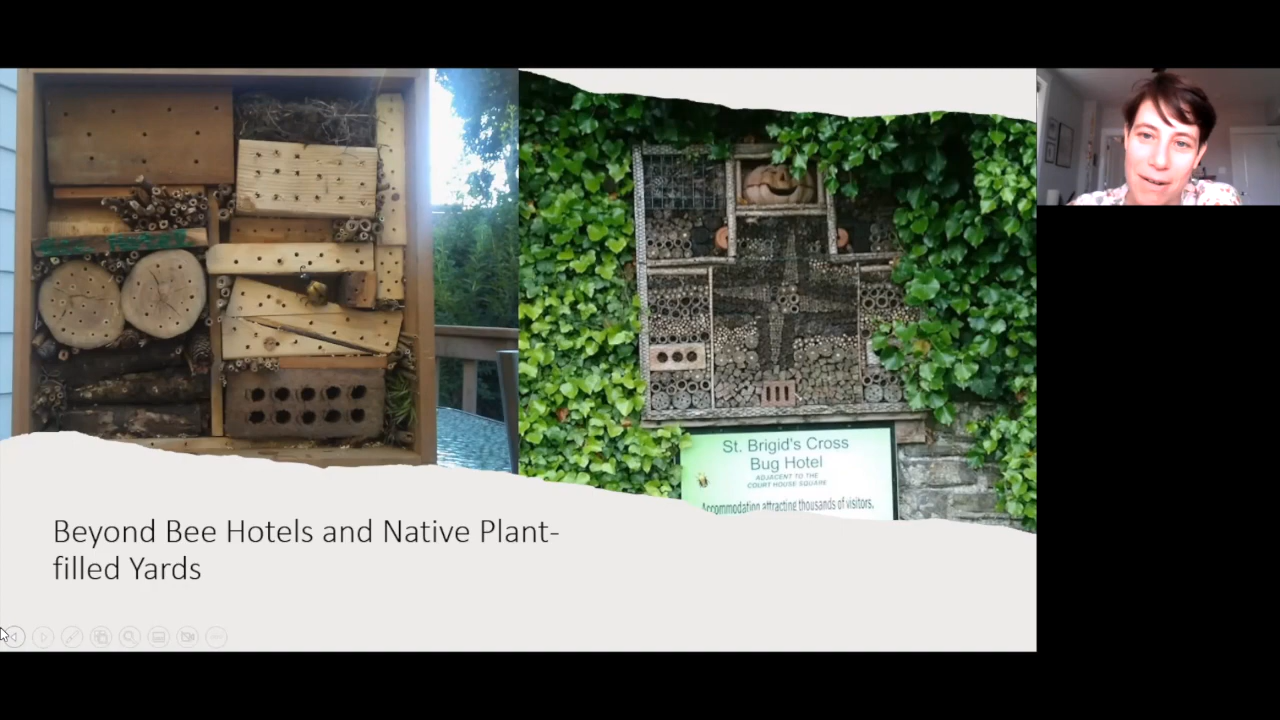 St. Brigid's Cross
Bug Hotel
ADJACENT TO THE
COURT HOUSE SQUARE
Accommodation attracting thousands of visitors.
Beyond Bee Hotels and Native Plant-
filled Yards